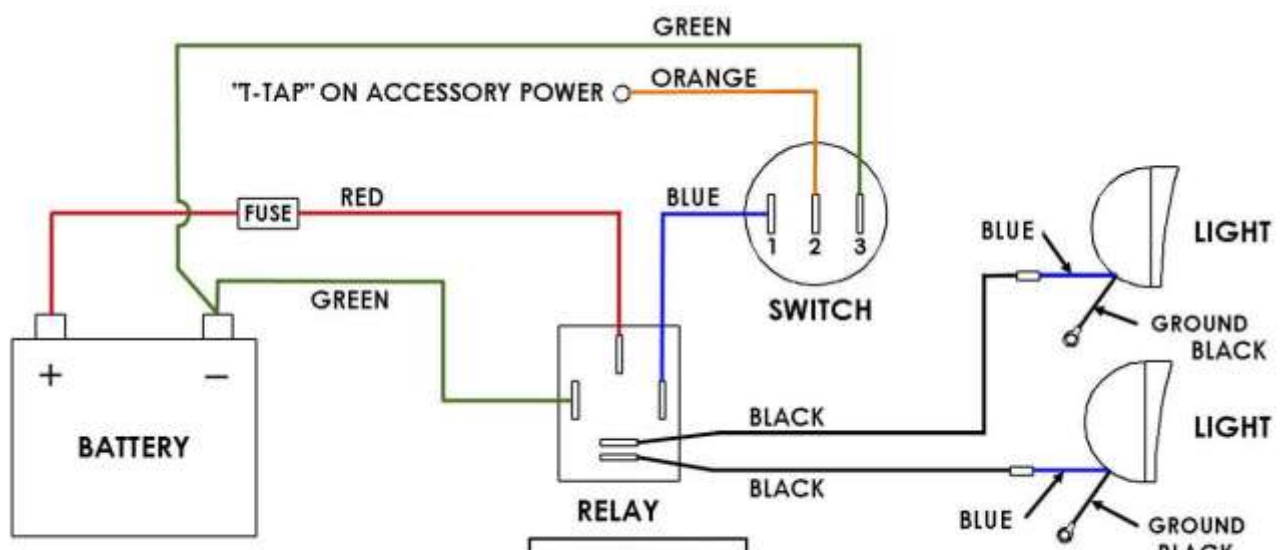 GREEN
"T-TAP" ON ACCESSORY POWER
ORANGE
FUSE
RED
BLUE
1 2 3
SWITCH
BLUE
LIGHT
GROUND
BLACK
GREEN
+
−
BATTERY
RELAY
BLACK
BLACK
LIGHT
BLUE
GROUND
BLACK